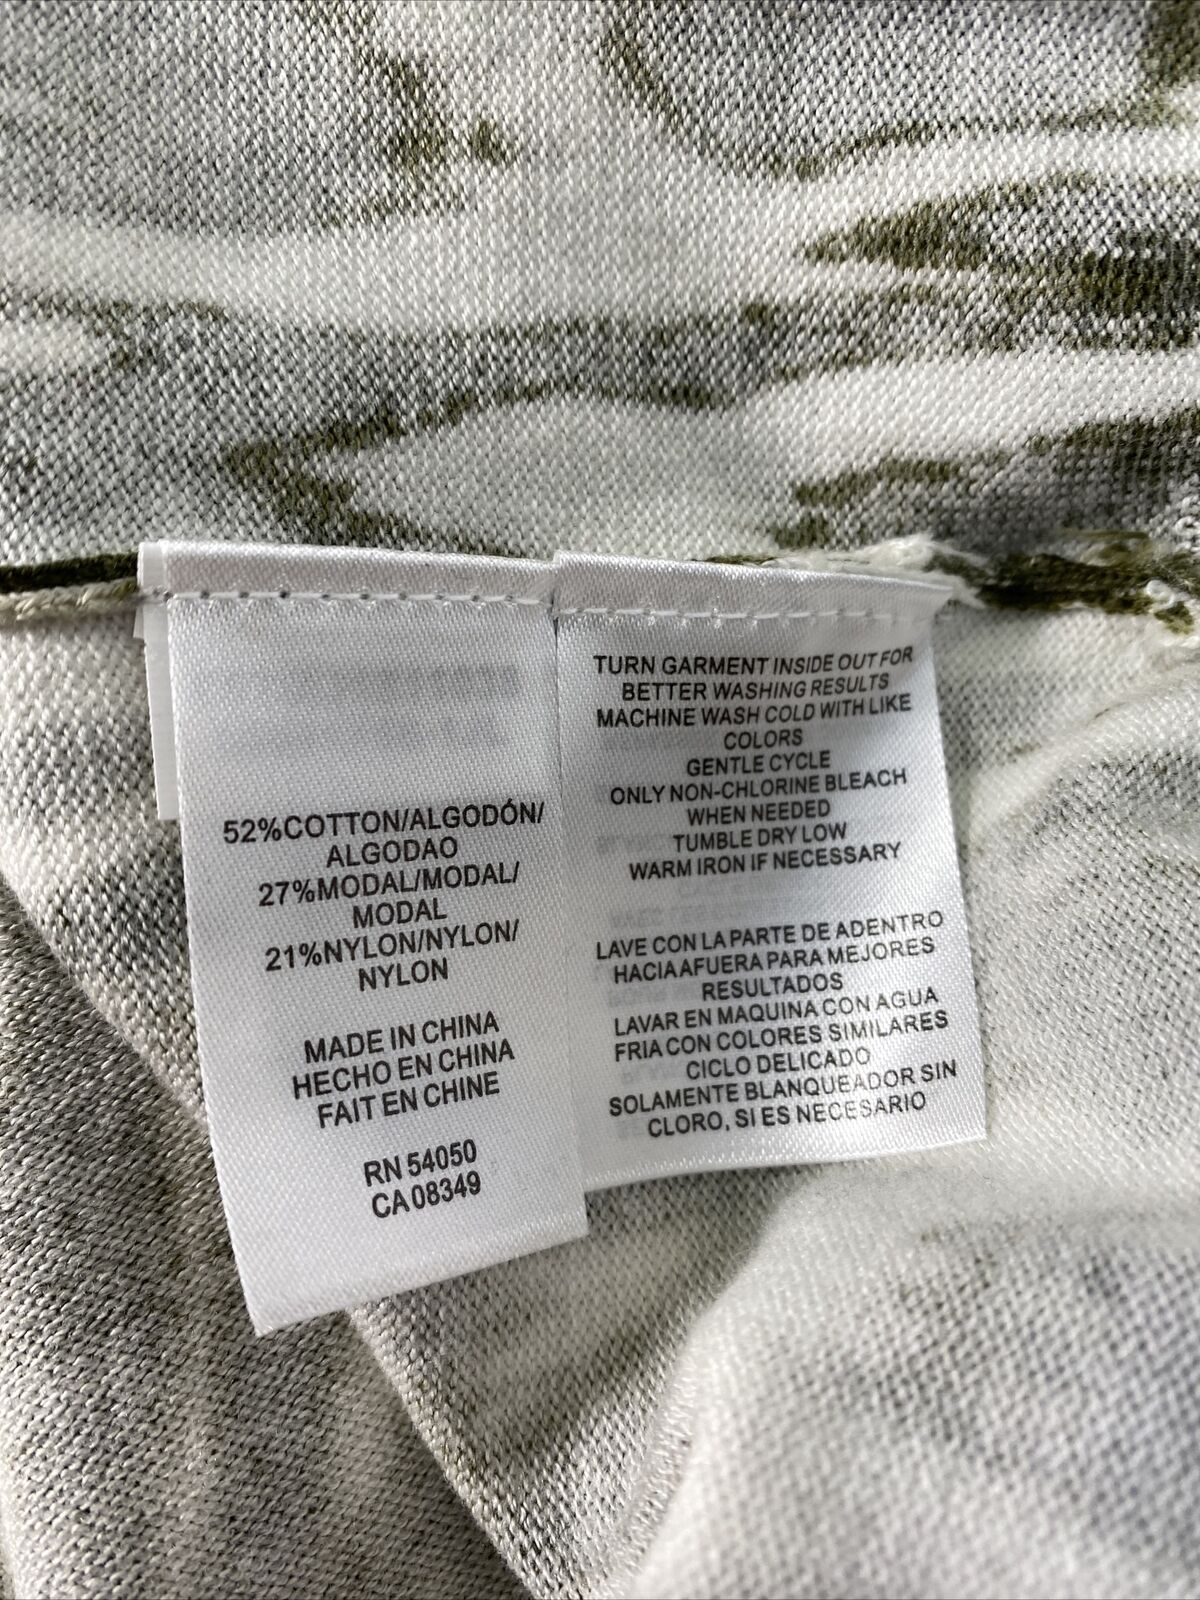 52%COTTON/ALGODÓN/
ALGODAO
27%MODAL/MODAL/
MODAL
21%NYLON/NYLON/
NYLON
MADE IN CHINA
HECHO EN CHINA
FAIT EN CHINE
RN 54050
CA 08349
TURN GARMENT INSIDE OUT FOR
BETTER WASHING RESULTS
MACHINE WASH COLD WITH LIKE
COLORS
GENTLE CYCLE
ONLY NON-CHLORINE BLEACH
WHEN NEEDED
TUMBLE DRY LOW
WARM IRON IF NECESSARY
LAVE CON LA PARTE DE ADENTRO
HACIA AFUERA PARA MEJORES
RESULTADOS
LAVAR EN MAQUINA CON AGUA
FRIA CON COLORES SIMILARES
CICLO DELICADO
SOLAMENTE BLANQUEADOR SIN
CLORO, SI ES NECESARIO